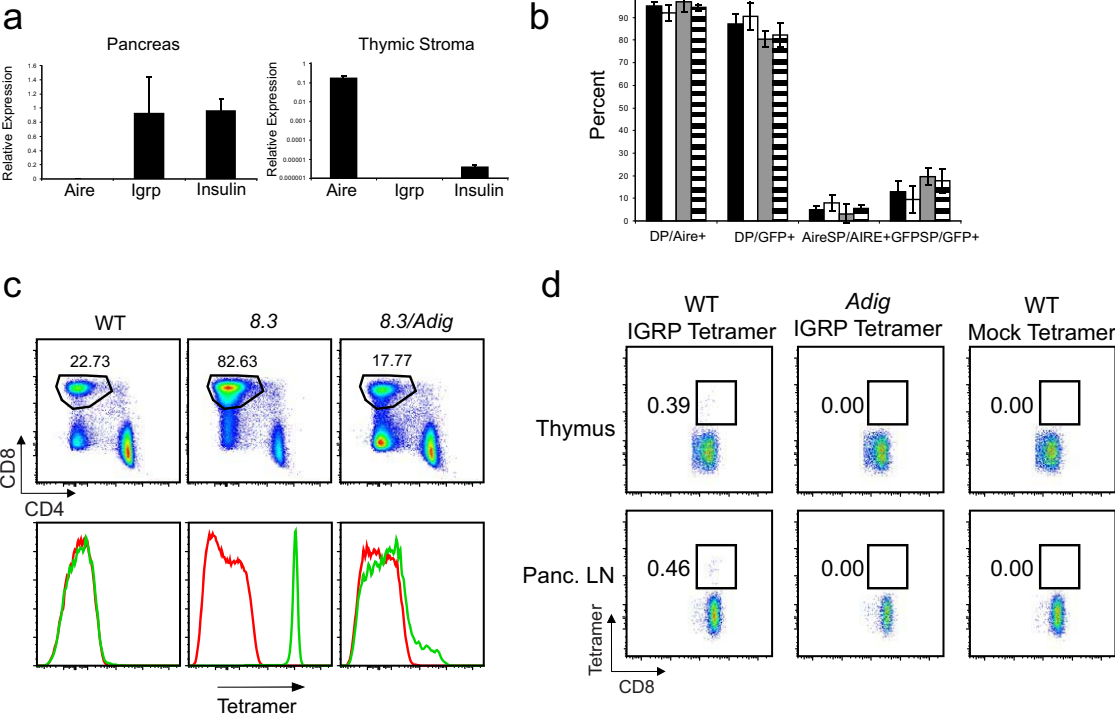 a
Pancreas
Relative Expression
1.6
1.4
1.2
1
0.8
0.6
0.4
0.2
0
Aire Igrp Insulin
Thymic Stroma
Relative Expression
1
0.1
0.01
0.001
0.0001
0.00001
0.000001
Aire Igrp Insulin
b
Percent
90
80
70
60
50
40
30
20
10
0
DP/Aire+ DP/GFP+ AireSP/AIRE+GFPSP/GFP+
c
WT 8.3 8.3/Adig
22.73 82.63 17.77
CD8
CD4
Tetramer
d
WT
IGRP Tetramer
Adig
IGRP Tetramer
WT
Mock Tetramer
Thymus
0.39 0.00 0.00
Panc. LN
0.46 0.00 0.00
Tetramer
CD8